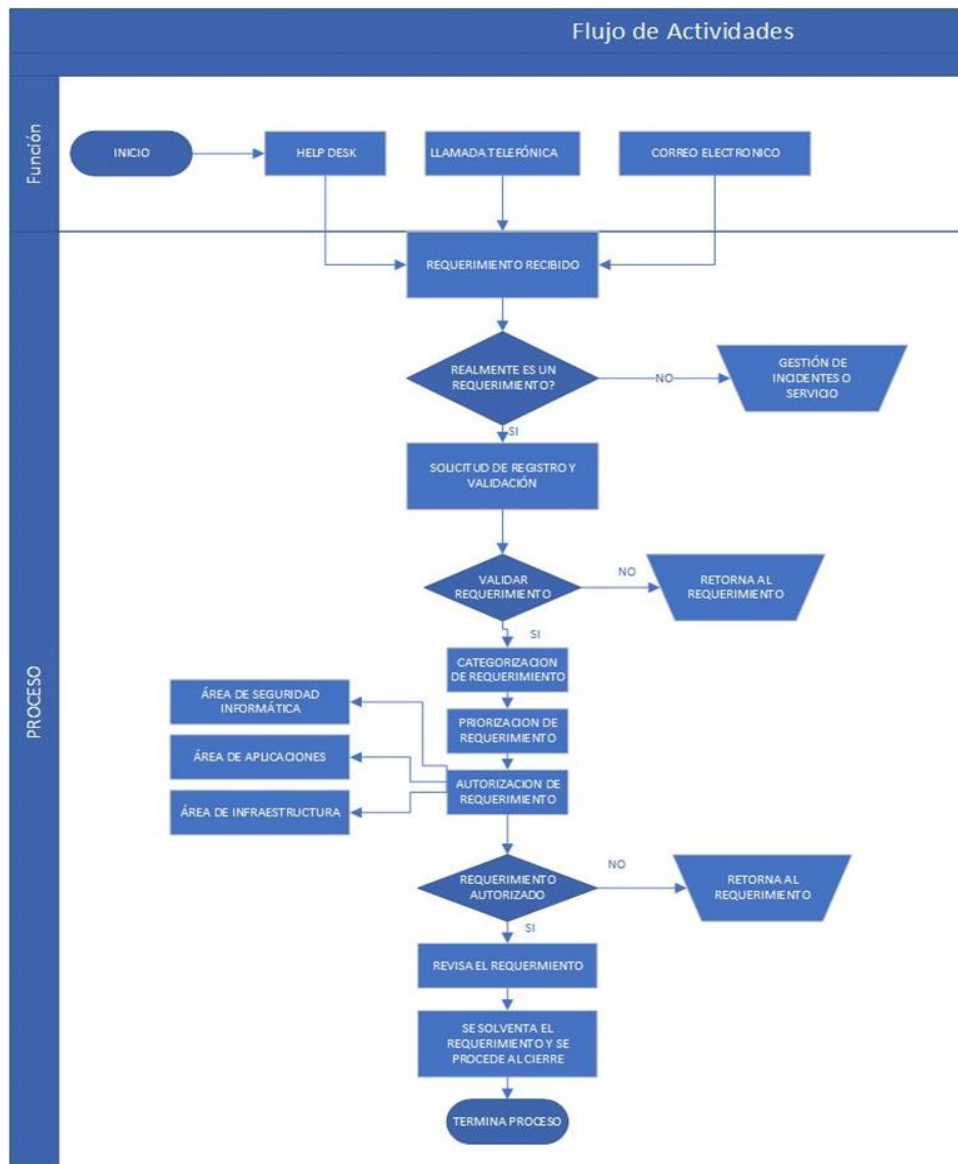 Flujo de Actividades
Función
INICIO
HELP DESK
LLAMADA TELEFÓNICA
CORREO ELECTRONICO
PROCESO
REQUERIMIENTO RECIBIDO
REALMENTE ES UN
REQUERIMIENTO?
NO
GESTIÓN DE
INCIDENTES O
SERVICIO
SI
SOLICITUD DE REGISTRO Y
VALIDACIÓN
VALIDAR
REQUERIMIENTO
NO
RETORNA AL
REQUERIMIENTO
SI
CATEGORIZACION
DE REQUERIMIENTO
ÁREA DE SEGURIDAD
INFORMÁTICA
PRIORIZACION DE
REQUERIMIENTO
ÁREA DE APLICACIONES
AUTORIZACION DE
REQUERIMIENTO
ÁREA DE INFRAESTRUCTURA
REQUERIMIENTO
AUTORIZADO
NO
RETORNA AL
REQUERIMIENTO
SI
REVISA EL REQUERMIENTO
SE SOLVENTA EL
REQUERIMIENTO Y SE
PROCEDE AL CIERRE
TERMINA PROCESO